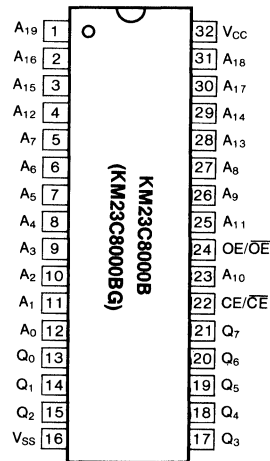 A19 1 32 VCC
A16 2 31 A18
A15 3 30 A17
A12 4 29 A14
A7 5 28 A13
A6 6 27 A8
A5 7 26 A9
A4 8 25 A11
A3 9 24 OE/O̅E̅
A2 10 23 A10
A1 11 22 CE/C̅E̅
A0 12 21 Q7
Q0 13 20 Q6
Q1 14 19 Q5
Q2 15 18 Q4
VSS 16 17 Q3
KM23C8000B
(KM23C8000BG)